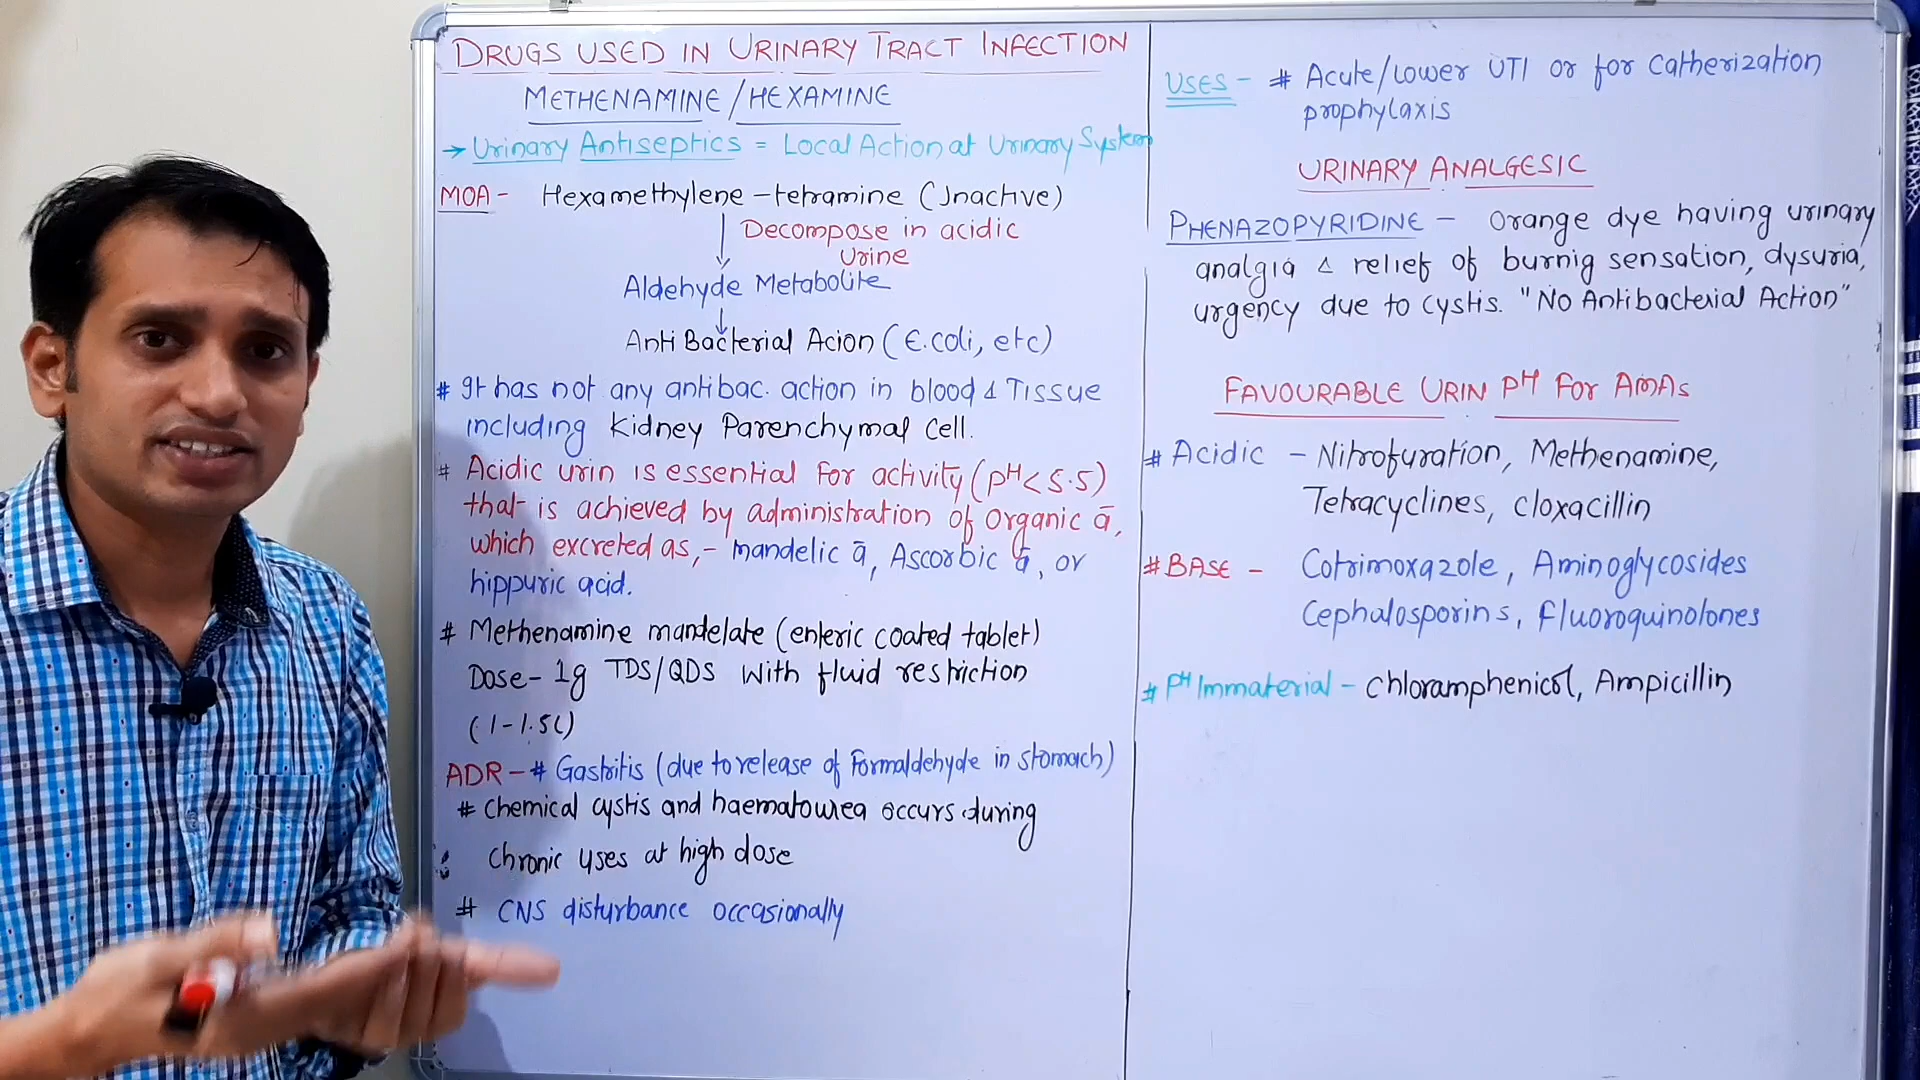 DRUGS USED IN URINARY TRACT INFECTION
METHENAMINE/HEXAMINE
→ Urinary Antiseptics = Local Action at Urinary System
MOA - Hexamethylene - tetramine (Inactive)
Decompose in acidic
Urine
Aldehyde Metabolite
Anti Bacterial Acion (E.coli, etc)
# It has not any antibac. action in blood & Tissue
including Kidney Parenchymal Cell.
# Acidic urin is essential for activity (pH < 5.5)
that is achieved by administration of organic ā,
which excreted as,- mandelic ā, Ascorbic ā, or
hippuric acid.
# Methenamine mandelate (enteric coated tablet)
Dose - 1g TDS/QDS with fluid restriction
(1-1.5L)
ADR - # Gastritis (due to release of Formaldehyde in stomach)
# Chemical cystis and haematourea occurs during
chronic uses at high dose
# CNS disturbance occasionally
USES - # Acute/Lower UTI or for Catherization
prophylaxis
URINARY ANALGESIC
PHENAZOPYRIDINE - Orange dye having urinary
analgia & relief of burnig sensation, dysuria,
urgency due to cystis. "No Antibacterial Action"
FAVOURABLE URIN PH FOR AMAs
# Acidic - Nitrofuration, Methenamine,
Tetracyclines, Cloxacillin
# BASE - Cotrimoxazole, Aminoglycosides
Cephalosporins, Fluoroquinolones
# PH Immaterial - Chloramphenicol, Ampicillin